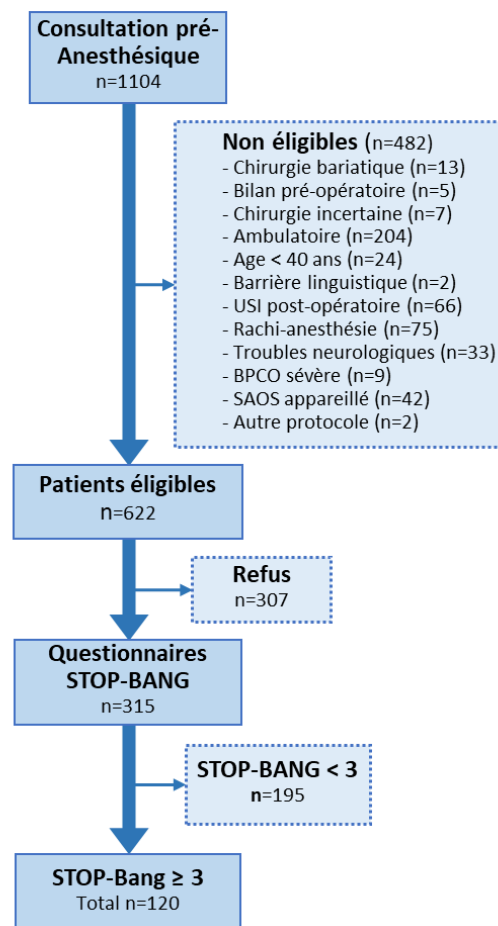 Consultation pré-
Anesthésique
n=1104
Non éligibles (n=482)
- Chirurgie bariatique (n=13)
- Bilan pré-opératoire (n=5)
- Chirurgie incertaine (n=7)
- Ambulatoire (n=204)
- Age < 40 ans (n=24)
- Barrière linguistique (n=2)
- USI post-opératoire (n=66)
- Rachi-anesthésie (n=75)
- Troubles neurologiques (n=33)
- BPCO sévère (n=9)
- SAOS appareillé (n=42)
- Autre protocole (n=2)
Patients éligibles
n=622
Refus
n=307
Questionnaires
STOP-BANG
n=315
STOP-BANG < 3
n=195
STOP-Bang ≥ 3
Total n=120